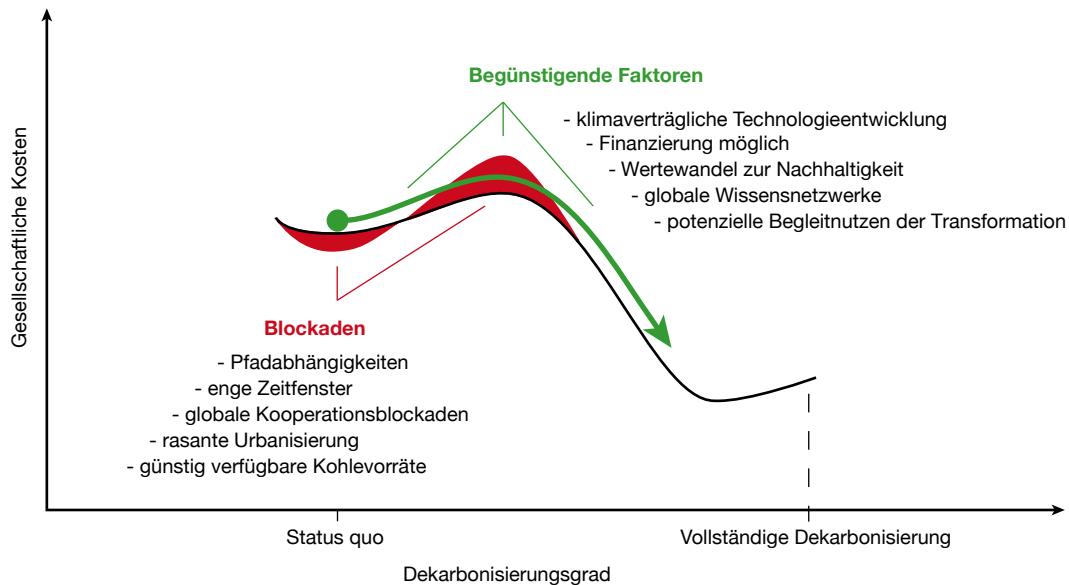 Gesellschaftliche Kosten
Begünstigende Faktoren
- klimaverträgliche Technologieentwicklung
- Finanzierung möglich
- Wertewandel zur Nachhaltigkeit
- globale Wissensnetzwerke
- potenzielle Begleitnutzen der Transformation
Blockaden
- Pfadabhängigkeiten
- enge Zeitfenster
- globale Kooperationsblockaden
- rasante Urbanisierung
- günstig verfügbare Kohlevorräte
Status quo
Vollständige Dekarbonisierung
Dekarbonisierungsgrad